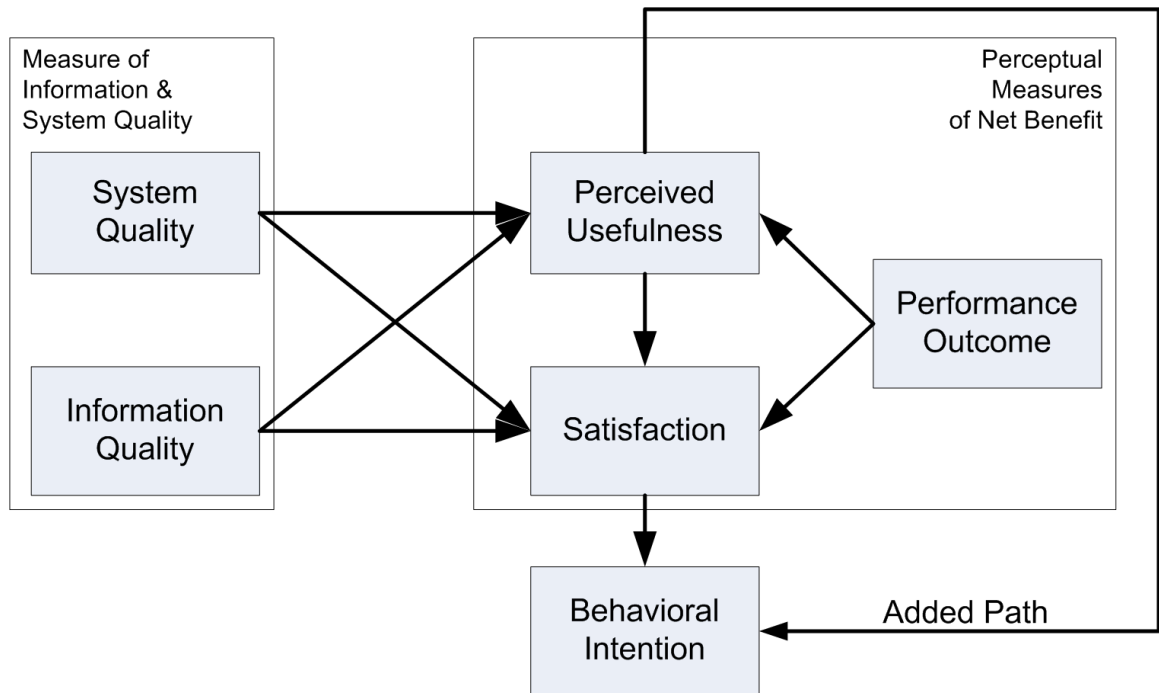 Measure of
Information &
System Quality
System
Quality
Information
Quality
Perceptual
Measures
of Net Benefit
Perceived
Usefulness
Satisfaction
Performance
Outcome
Behavioral
Intention
Added Path